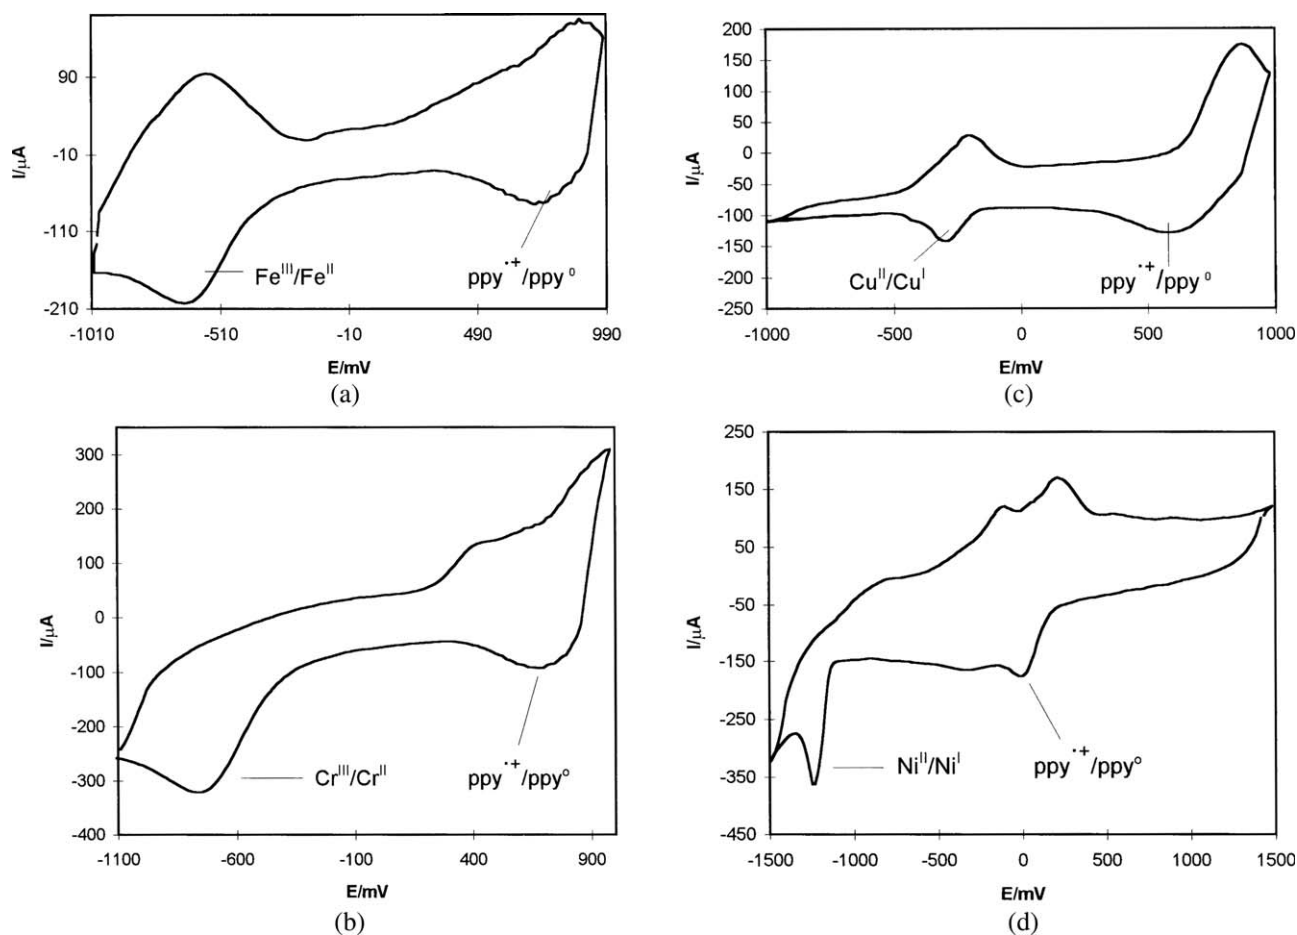 90
-10
-110
-210
I/µA
Fe^III/Fe^II
ppy^·+/ppy^0
-1010 -510 -10 490 990
E/mV
(a)
200
150
100
50
0
-50
-100
-150
-200
-250
I/µA
Cu^II/Cu^I
ppy^·+/ppy^0
-1000 -500 0 500 1000
E/mV
(c)
300
200
100
0
-100
-200
-300
-400
I/µA
Cr^III/Cr^II
ppy^·+/ppy^o
-1100 -600 -100 400 900
E/mV
(b)
250
150
50
-50
-150
-250
-350
-450
I/µA
Ni^II/Ni^I
ppy^·+/ppy^o
-1500 -1000 -500 0 500 1000 1500
E/mV
(d)